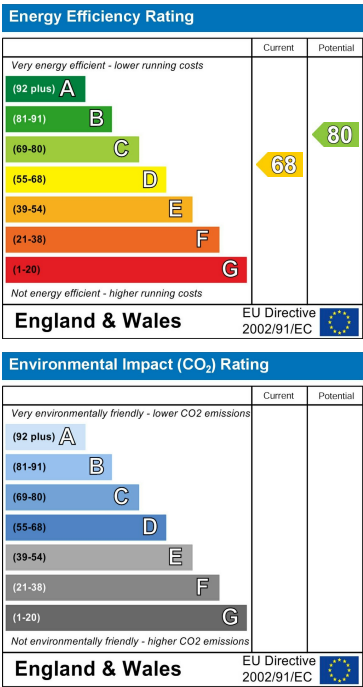 Energy Efficiency Rating
Current Potential
Very energy efficient - lower running costs
(92 plus) A
(81-91) B
(69-80) C
(55-68) D
(39-54) E
(21-38) F
(1-20) G
68
80
Not energy efficient - higher running costs
England & Wales
EU Directive
2002/91/EC
Environmental Impact (CO₂) Rating
Current Potential
Very environmentally friendly - lower CO2 emissions
(92 plus) A
(81-91) B
(69-80) C
(55-68) D
(39-54) E
(21-38) F
(1-20) G
Not environmentally friendly - higher CO2 emissions
England & Wales
EU Directive
2002/91/EC